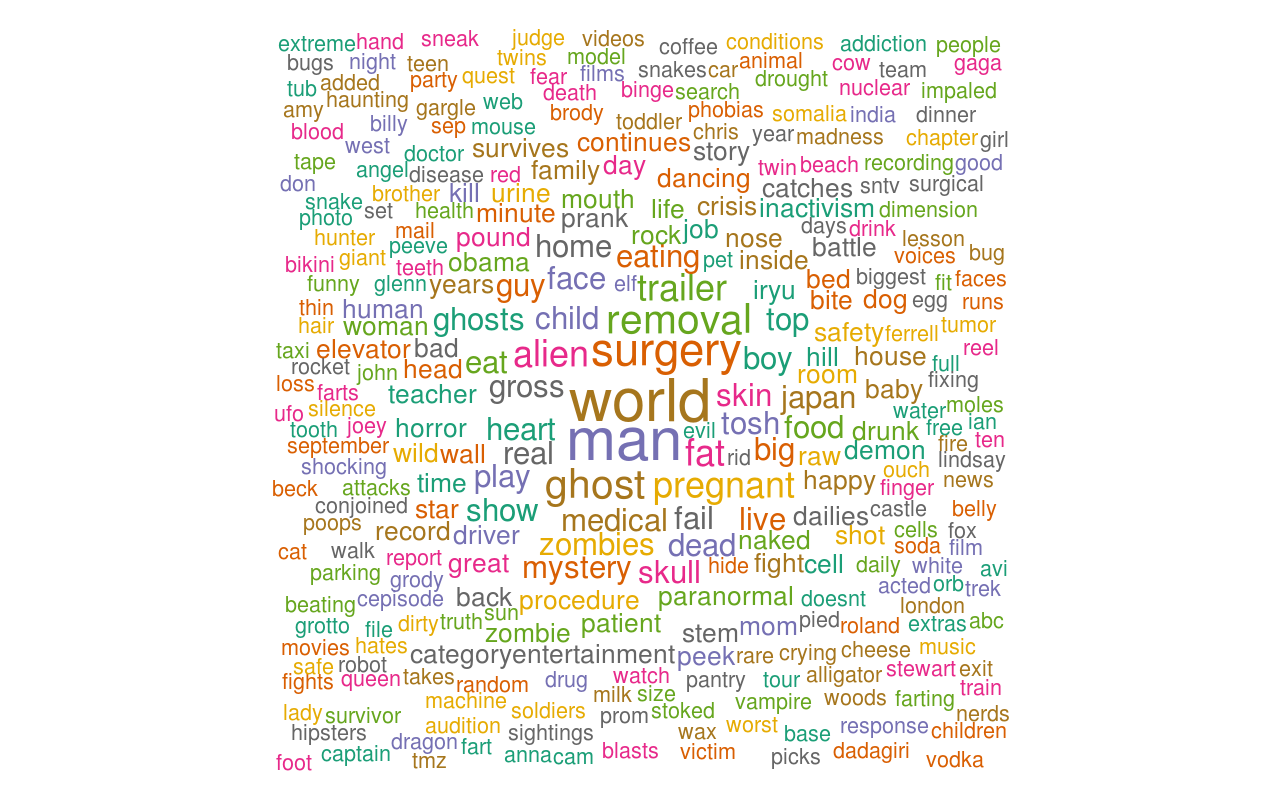 extreme hand sneak judge videos coffee conditions addiction people
bugs night teen twins model snakes car animal cow team gaga
tub added party quest fear films search drought nuclear impaled
amy haunting gargle web death binge phobias somalia india dinner
blood billy sep mouse brody toddler chris year madness chapter girl
west doctor survives continues story twin beach recording good
tape angel disease red family day dancing catches sntv surgical
don brother kill urine mouth life crisis inactivism dimension
snake photo set health minute prank rock job days drink lesson
hunter mail peeve pound home eating pet nose inside battle voices bug
bikini giant teeth obama face elf trailer iryu bed biggest fit faces
funny glenn years guy bite dog egg runs
thin human ghosts child removal top safety ferrell tumor
hair woman alien surgery boy hill house full reel
taxi elevator bad head eat room baby fixing
rocket john gross world skin japan water moles
loss farts teacher man tosh food drunk free ian
ufo silence horror heart evil fat rid big raw demon fire ten
tooth joey wild wall real ouch lindsay
september play ghost pregnant happy finger news
shocking attacks time show medical fail live dailies castle belly
beck conjoined star record driver zombies dead naked shot cells fox
poops walk report great mystery skull hide fight cell soda film
cat parking grody daily white avi
beating cepisode back procedure paranormal doesnt acted orb trek
grotto file dirty truth sun zombie patient stem mom pied roland london extras abc
movies hates categoryentertainment peek rare crying cheese music
safe robot queen takes random drug watch pantry tour alligator stewart exit
fights machine soldiers milk size vampire woods farting train
lady survivor audition sightings prom stoked worst response nerds
hipsters dragon fart anna cam blasts wax victim base children
foot captain tmz picks dadagiri vodka